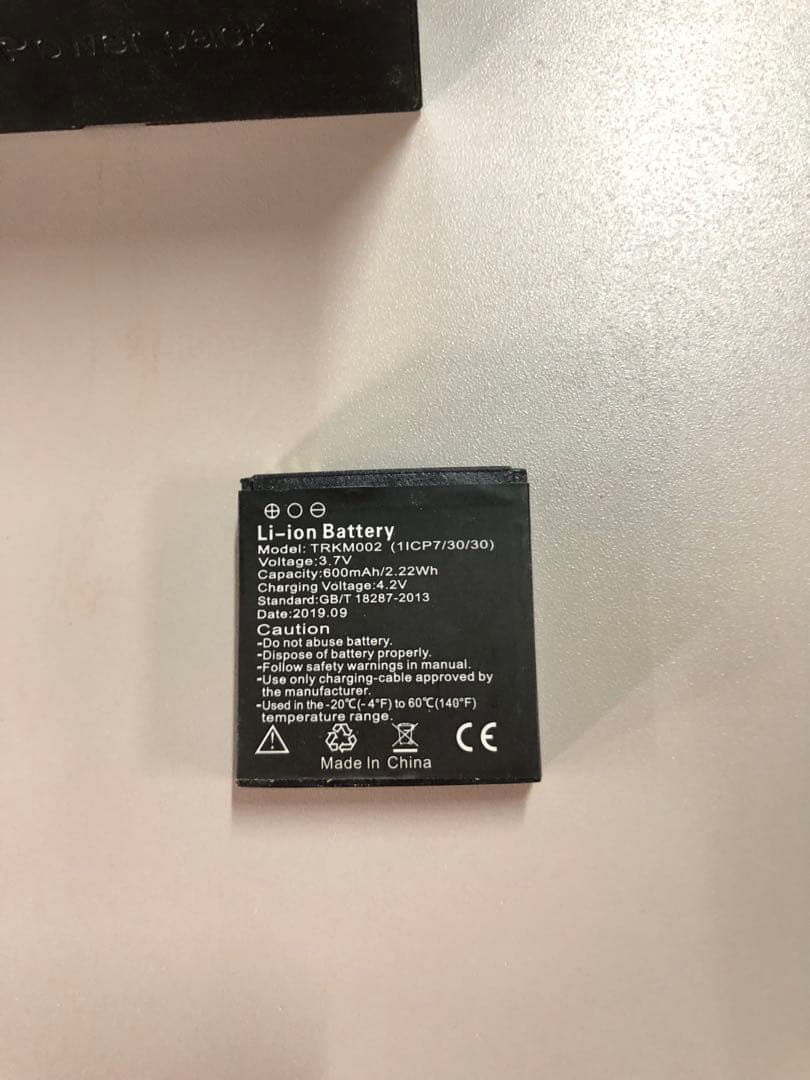 Power pack
⊕ ○ ⊖
Li-ion Battery
Model: TRKM002 (1ICP7/30/30)
Voltage:3.7V
Capacity:600mAh/2.22Wh
Charging Voltage:4.2V
Standard:GB/T 18287-2013
Date:2019.09
Caution
-Do not abuse battery.
-Dispose of battery properly.
-Follow safety warnings in manual.
-Use only charging-cable approved by
the manufacturer.
-Used in the -20℃(-4°F) to 60℃(140°F)
temperature range.
CE
Made In China